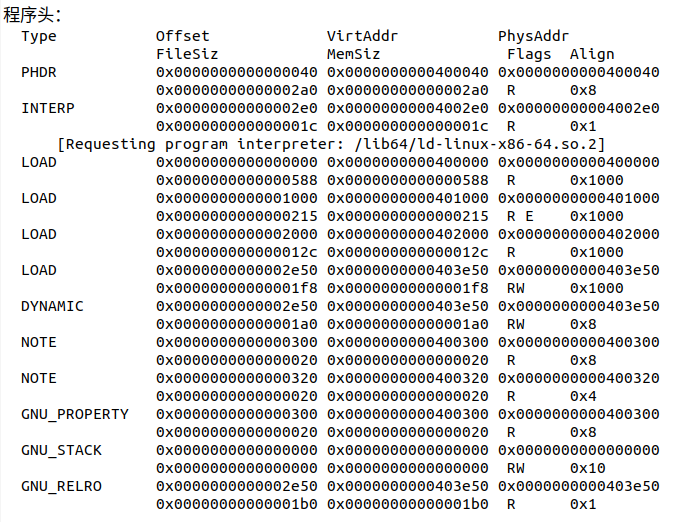 程序头：
Type Offset VirtAddr PhysAddr
FileSiz MemSiz Flags Align
PHDR 0x0000000000000040 0x0000000000400040 0x0000000000400040
0x00000000000002a0 0x00000000000002a0 R 0x8
INTERP 0x00000000000002e0 0x00000000004002e0 0x00000000004002e0
0x000000000000001c 0x000000000000001c R 0x1
[Requesting program interpreter: /lib64/ld-linux-x86-64.so.2]
LOAD 0x0000000000000000 0x0000000000400000 0x0000000000400000
0x0000000000000588 0x0000000000000588 R 0x1000
LOAD 0x0000000000001000 0x0000000000401000 0x0000000000401000
0x0000000000000215 0x0000000000000215 R E 0x1000
LOAD 0x0000000000002000 0x0000000000402000 0x0000000000402000
0x000000000000012c 0x000000000000012c R 0x1000
LOAD 0x0000000000002e50 0x0000000000403e50 0x0000000000403e50
0x00000000000001f8 0x00000000000001f8 RW 0x1000
DYNAMIC 0x0000000000002e50 0x0000000000403e50 0x0000000000403e50
0x00000000000001a0 0x00000000000001a0 RW 0x8
NOTE 0x0000000000000300 0x0000000000400300 0x0000000000400300
0x0000000000000020 0x0000000000000020 R 0x8
NOTE 0x0000000000000320 0x0000000000400320 0x0000000000400320
0x0000000000000020 0x0000000000000020 R 0x4
GNU_PROPERTY 0x0000000000000300 0x0000000000400300 0x0000000000400300
0x0000000000000020 0x0000000000000020 R 0x8
GNU_STACK 0x0000000000000000 0x0000000000000000 0x0000000000000000
0x0000000000000000 0x0000000000000000 RW 0x10
GNU_RELRO 0x0000000000002e50 0x0000000000403e50 0x0000000000403e50
0x00000000000001b0 0x00000000000001b0 R 0x1